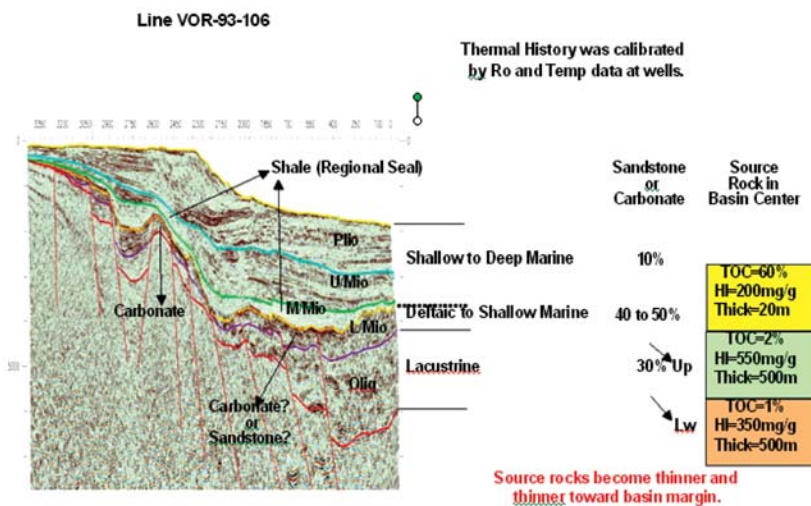 Line VOR-93-106
Thermal History was calibrated
by Ro and Temp data at wells.
Shale (Regional Seal)
Plio
U/Mio
M/Mio
L/Mio
Olig
Carbonate
Carbonate?
or
Sandstone?
0
5000
Sandstone
or
Carbonate
Source
Rock in
Basin Center
Shallow to Deep Marine
10%
Deltaic to Shallow Marine
40 to 50%
TOC=60%
HI=200mg/g
Thick=20m
Lacustrine
30%
Up
TOC=2%
HI=550mg/g
Thick=500m
Lw
TOC=1%
HI=350mg/g
Thick=500m
Source rocks become thinner and
thinner toward basin margin.